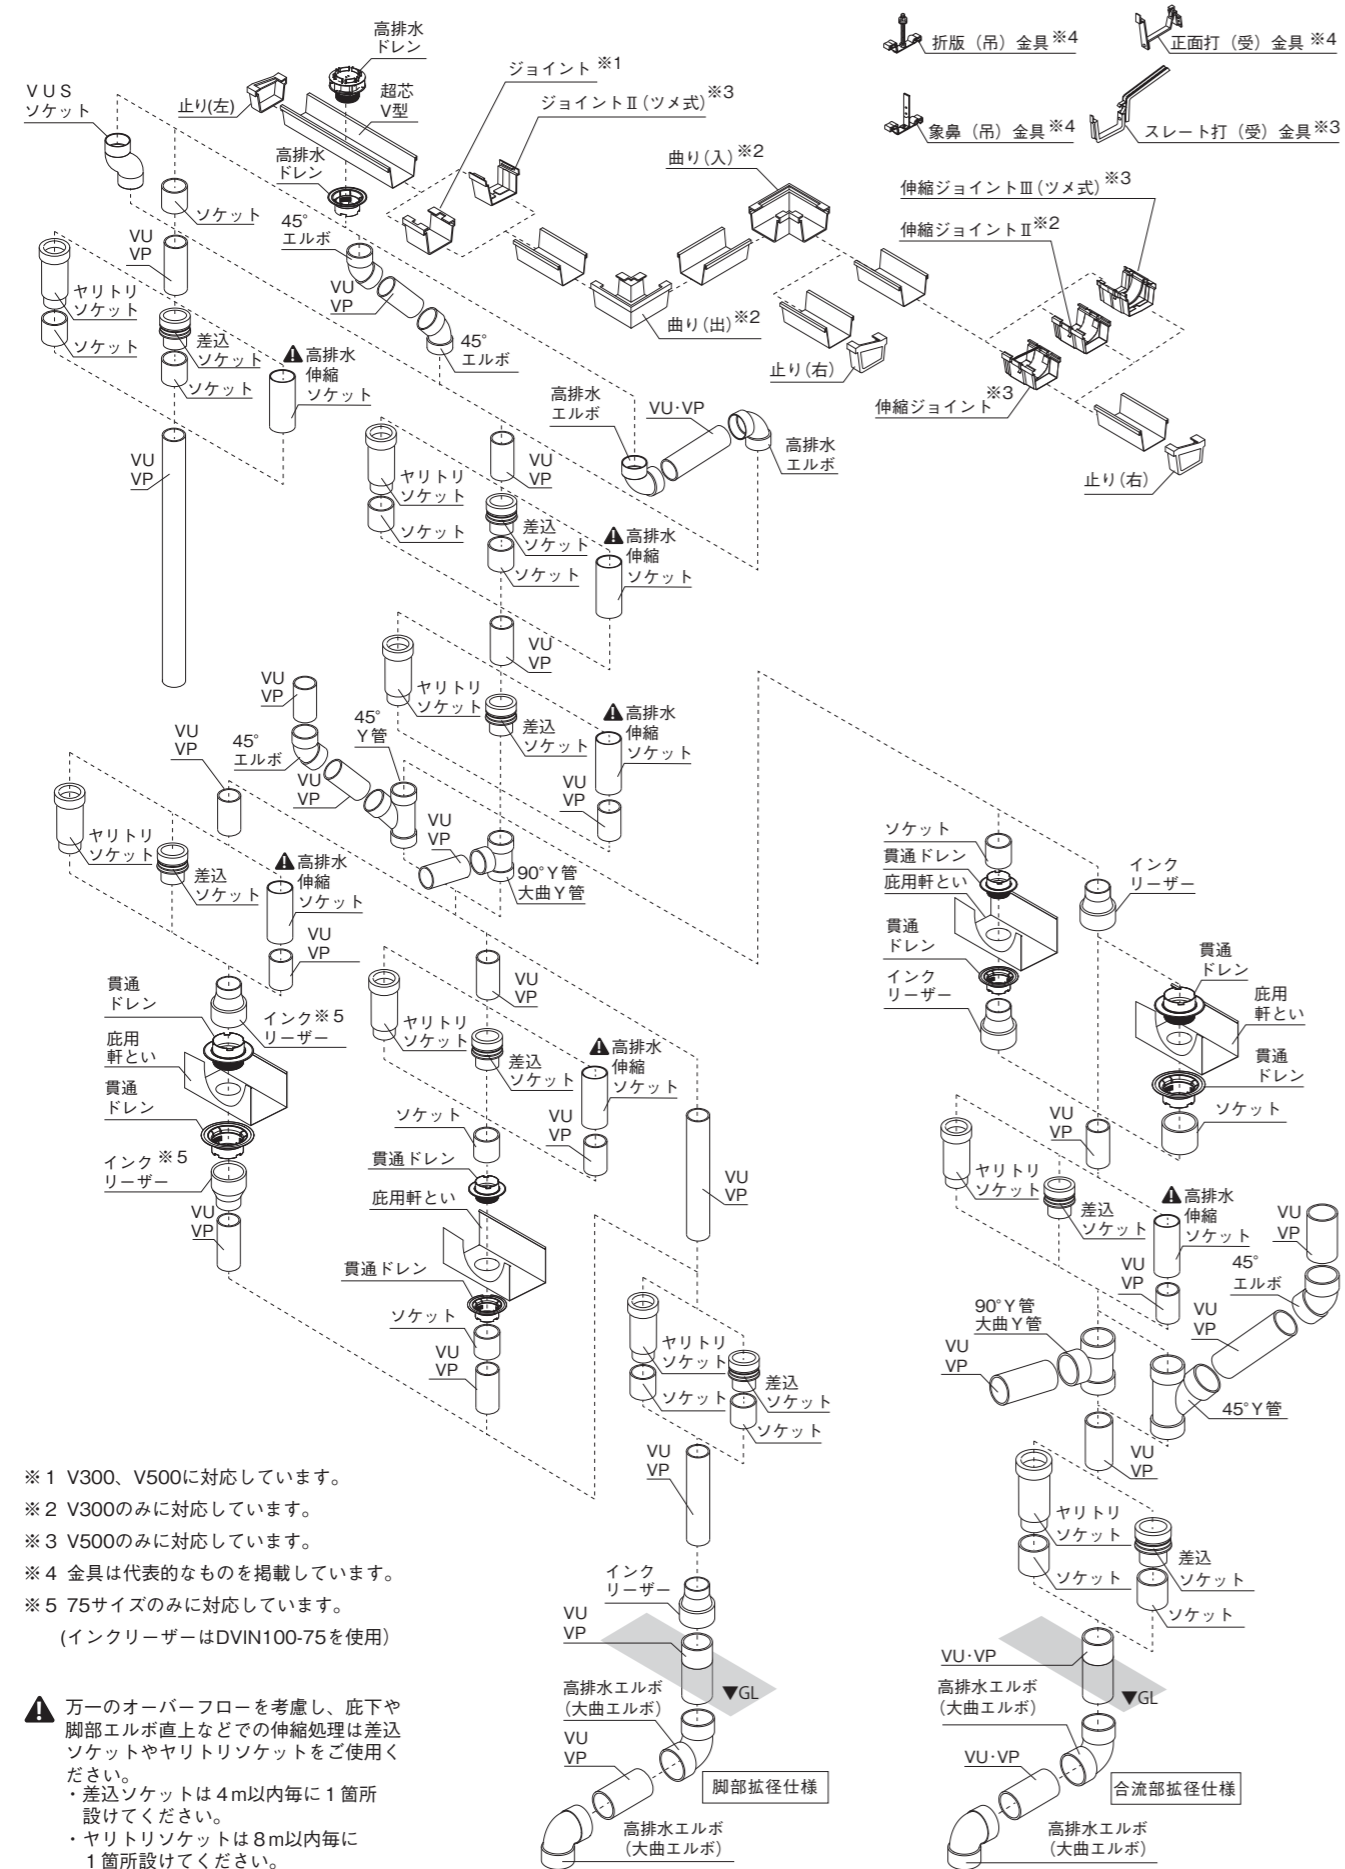 高排水
ドレン
折版（吊）金具※4
正面打（受）金具※4
ジョイント※1
VUS
ソケット
止り(左)
超芯
V型
ジョイントⅡ(ツメ式)※3
象鼻（吊）金具※4
スレート打（受）金具※3
高排水
ドレン
曲り(入)※2
伸縮ジョイントⅢ(ツメ式)※3
ソケット
45°
エルボ
伸縮ジョイントⅡ※2
VU
VP
VU
VP
ヤリトリ
ソケット
曲り(出)※2
差込
ソケット
ソケット
45°
エルボ
⚠高排水
伸縮
ソケット
止り(右)
ソケット
高排水
エルボ
VU･VP
伸縮ジョイント※3
高排水
エルボ
VU
VP
VU
VP
ヤリトリ
ソケット
止り(右)
ソケット
差込
ソケット
⚠高排水
伸縮
ソケット
ソケット
VU
VP
VU
VP
ヤリトリ
ソケット
45°
Y管
差込
ソケット
⚠高排水
伸縮
ソケット
VU
VP
45°
エルボ
VU
VP
VU
VP
VU
VP
ヤリトリ
ソケット
差込
ソケット
⚠高排水
伸縮
ソケット
90°Y管
大曲Y管
VU
VP
ソケット
貫通ドレン
庇用軒とい
インク
リーザー
貫通
ドレン
インク
リーザー
貫通
ドレン
庇用
軒とい
貫通
ドレン
ソケット
貫通
ドレン
インク※5
リーザー
庇用
軒とい
貫通
ドレン
インク※5
リーザー
VU
VP
VU
VP
ヤリトリ
ソケット
差込
ソケット
⚠高排水
伸縮
ソケット
ソケット
VU
VP
貫通ドレン
庇用軒とい
VU
VP
貫通ドレン
ソケット
VU
VP
VU
VP
ヤリトリ
ソケット
差込
ソケット
⚠高排水
伸縮
ソケット
VU
VP
VU
VP
45°
エルボ
90°Y管
大曲Y管
VU
VP
VU
VP
45°Y管
ヤリトリ
ソケット
ソケット
差込
ソケット
ソケット
VU
VP
VU
VP
ヤリトリ
ソケット
差込
ソケット
ソケット
ソケット
※1 V300、V500に対応しています。
※2 V300のみに対応しています。
※3 V500のみに対応しています。
※4 金具は代表的なものを掲載しています。
※5 75サイズのみに対応しています。
(インクリーザーはDVIN100-75を使用)
インク
リーザー
VU
VP
▼GL
高排水エルボ
(大曲エルボ)
VU
VP
脚部拡径仕様
高排水エルボ
(大曲エルボ)
VU･VP
▼GL
高排水エルボ
(大曲エルボ)
VU･VP
合流部拡径仕様
高排水エルボ
(大曲エルボ)
⚠ 万一のオーバーフローを考慮し、庇下や
脚部エルボ直上などでの伸縮処理は差込
ソケットやヤリトリソケットをご使用く
ださい。
・差込ソケットは4m以内毎に1箇所
設けてください。
・ヤリトリソケットは8m以内毎に
1箇所設けてください。